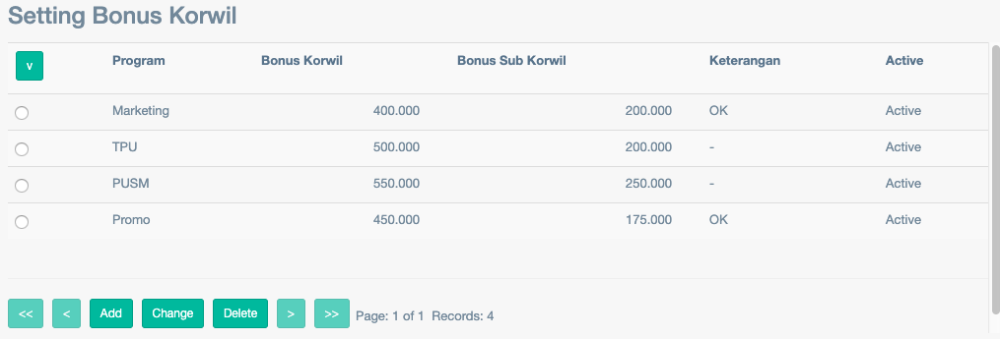 Setting Bonus Korwil
v Program Bonus Korwil Bonus Sub Korwil Keterangan Active
Marketing 400.000 200.000 OK Active
TPU 500.000 200.000 - Active
PUSM 550.000 250.000 - Active
Promo 450.000 175.000 OK Active
<< < Add Change Delete > >> Page: 1 of 1 Records: 4